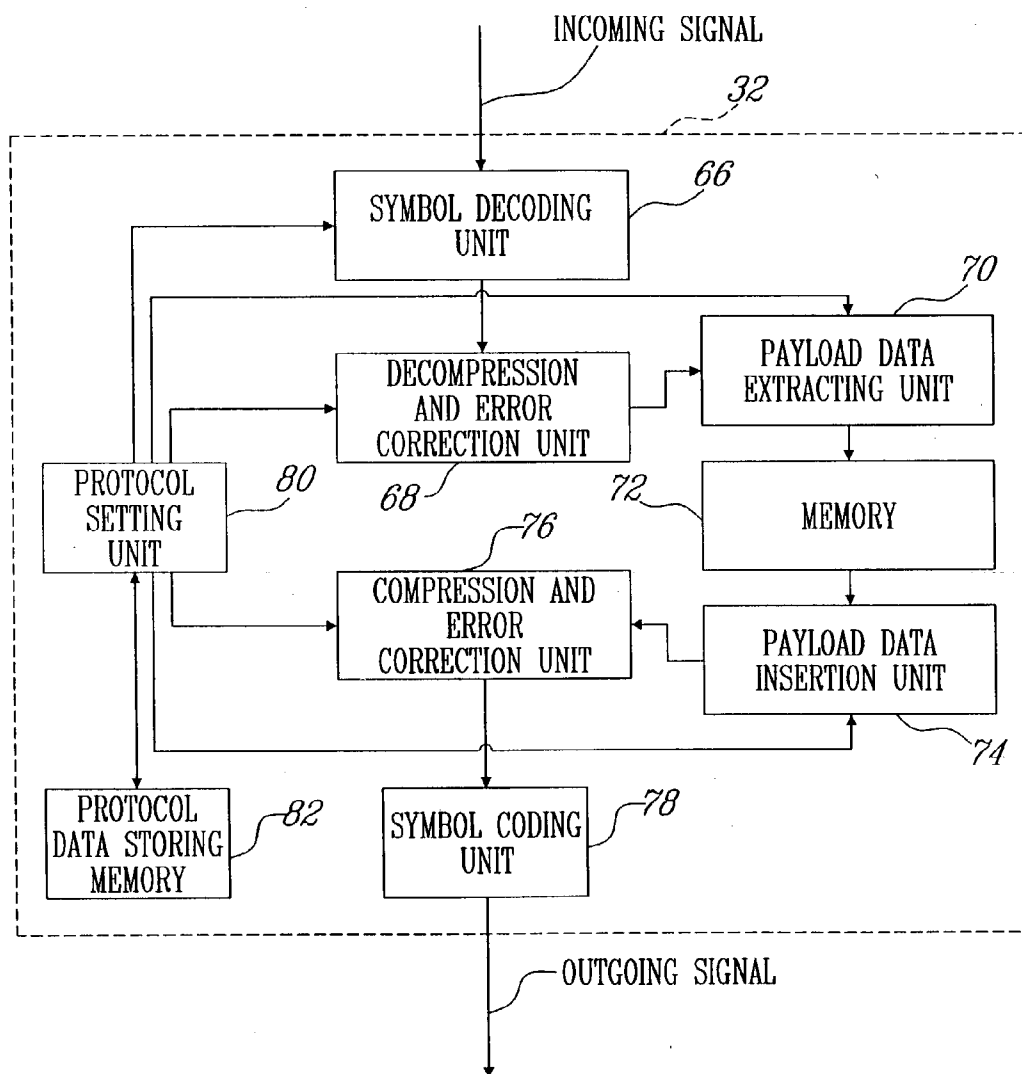 INCOMING SIGNAL
32
66
SYMBOL DECODING
UNIT
70
PAYLOAD DATA
EXTRACTING UNIT
DECOMPRESSION
AND ERROR
CORRECTION UNIT
68
80
PROTOCOL
SETTING
UNIT
72
MEMORY
76
COMPRESSION AND
ERROR
CORRECTION UNIT
PAYLOAD DATA
INSERTION UNIT
74
PROTOCOL
DATA STORING
MEMORY
82
78
SYMBOL CODING
UNIT
OUTGOING SIGNAL